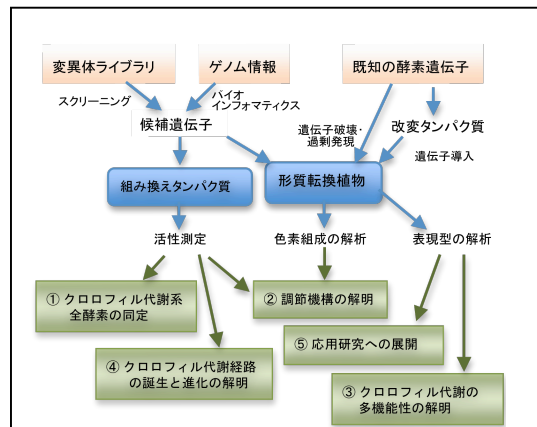 変異体ライブラリ
ゲノム情報
既知の酵素遺伝子
スクリーニング
バイオ
インフォマティクス
候補遺伝子
遺伝子破壊・
過剰発現
改変タンパク質
遺伝子導入
組み換えタンパク質
形質転換植物
活性測定
色素組成の解析
表現型の解析
① クロロフィル代謝系
全酵素の同定
② 調節機構の解明
⑤ 応用研究への展開
④ クロロフィル代謝経路
の誕生と進化の解明
③ クロロフィル代謝の
多機能性の解明